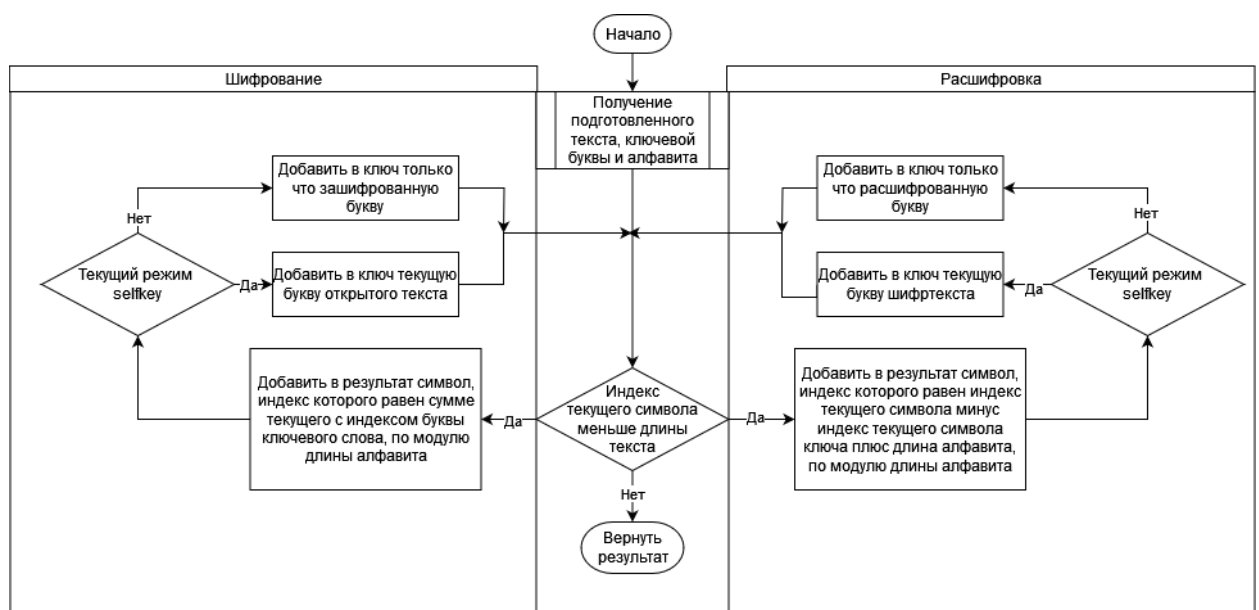 Начало
Шифрование
Расшифровка
Получение
подготовленного
текста, ключевой
буквы и алфавита
Добавить в ключ только
что зашифрованную
букву
Добавить в ключ только
что расшифрованную
букву
Нет
Нет
Текущий режим
selfkey
Да
Добавить в ключ текущую
букву открытого текста
Добавить в ключ текущую
букву шифртекста
Да
Текущий режим
selfkey
Добавить в результат символ,
индекс которого равен сумме
текущего с индексом буквы
ключевого слова, по модулю
длины алфавита
Да
Индекс
текущего символа
меньше длины
текста
Да
Добавить в результат символ,
индекс которого равен индекс
текущего символа минус
индекс текущего символа
ключа плюс длина алфавита,
по модулю длины алфавита
Нет
Вернуть
результат